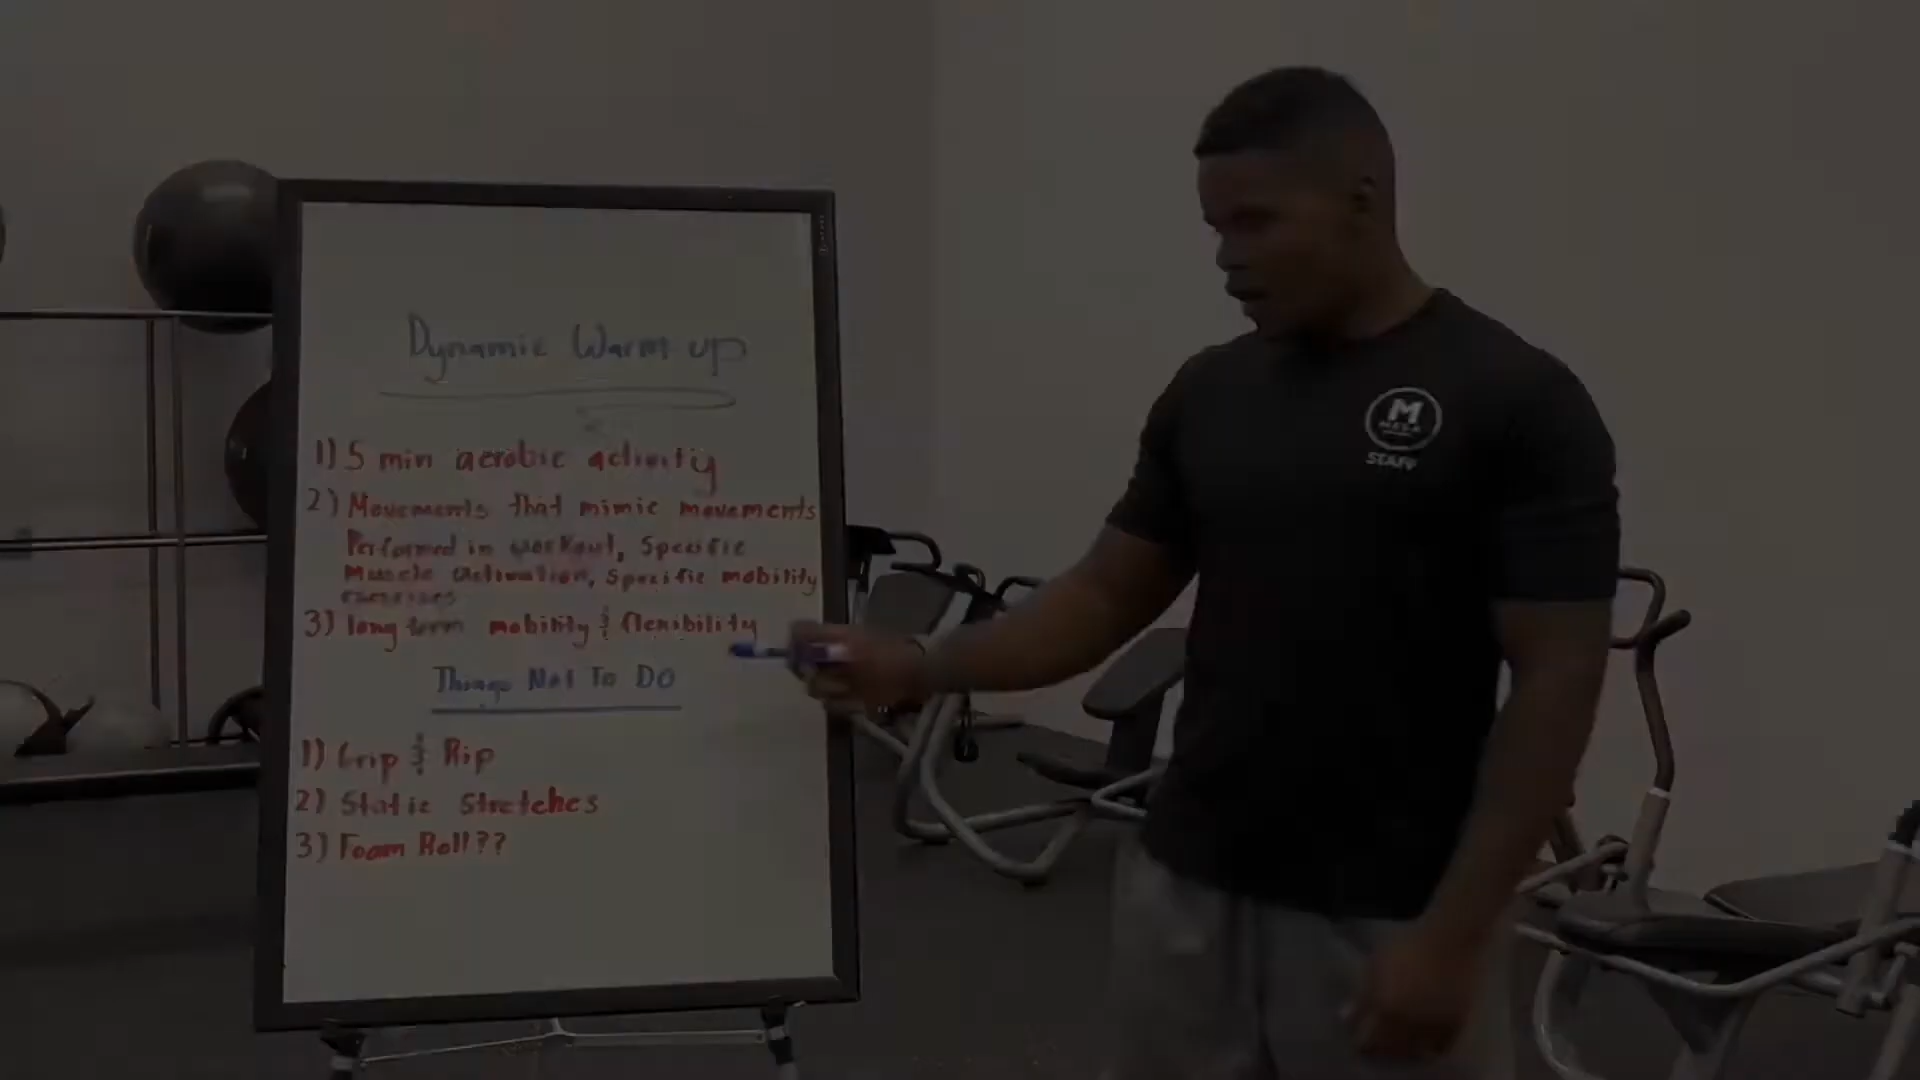 Dynamic Warm up
1) 5 min aerobic activity
2) Movements that mimic movements
Performed in workout, Specific
Muscle activation, specific mobility
exercises
3) long term mobility & flexibility
Things Not To DO
1) Grip & Rip
2) Static Stretches
3) Foam Roll??
M
STAFF